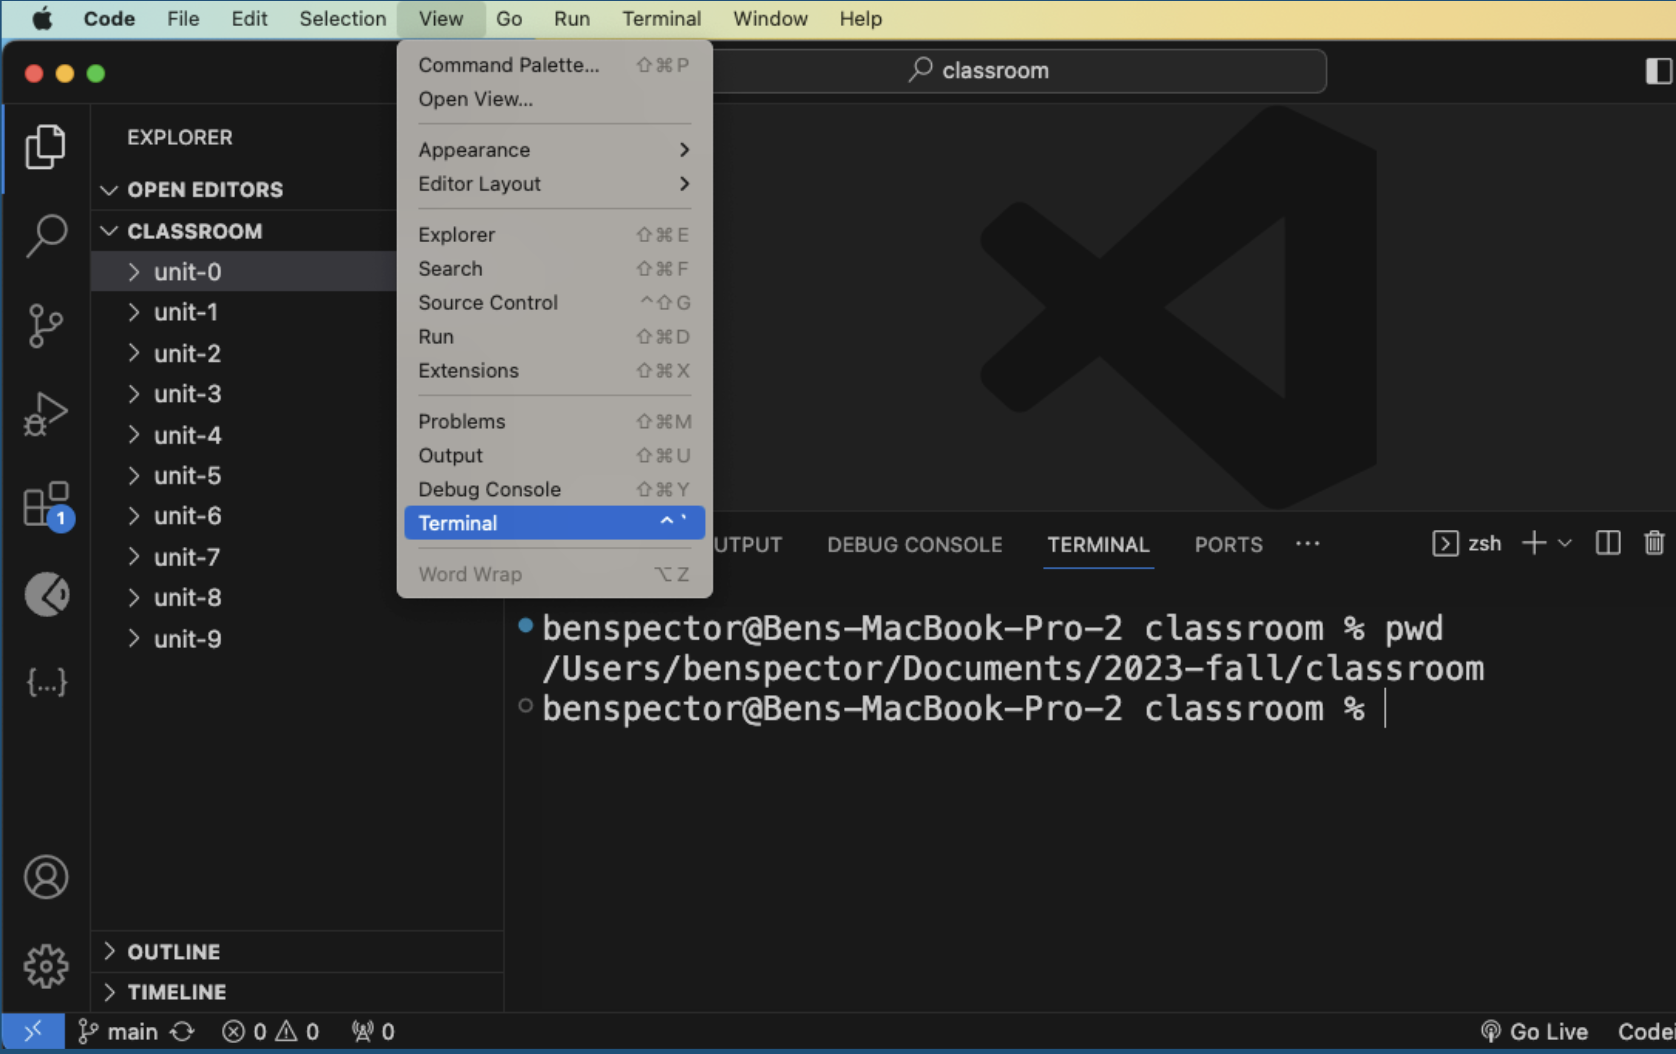 Code File Edit Selection View Go Run Terminal Window Help
classroom
Command Palette... ⇧⌘P
Open View...
Appearance
Editor Layout
Explorer ⇧⌘E
Search ⇧⌘F
Source Control ^⇧G
Run ⇧⌘D
Extensions ⇧⌘X
Problems ⇧⌘M
Output ⇧⌘U
Debug Console ⇧⌘Y
Terminal ^`
Word Wrap ⌥Z
EXPLORER
OPEN EDITORS
CLASSROOM
unit-0
unit-1
unit-2
unit-3
unit-4
unit-5
unit-6
unit-7
unit-8
unit-9
OUTLINE
TIMELINE
1
{...}
UTPUT DEBUG CONSOLE TERMINAL PORTS ... zsh
benspector@Bens-MacBook-Pro-2 classroom % pwd
/Users/benspector/Documents/2023-fall/classroom
benspector@Bens-MacBook-Pro-2 classroom %
main 0 0 0 Go Live Codei